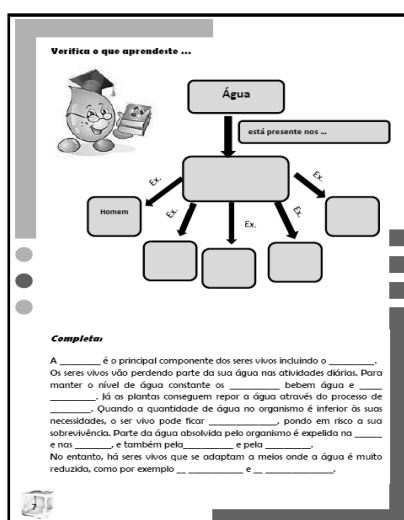 Verifica o que aprendeste ...
Água
está presente nos ...
Ex.
Ex.
Ex.
Ex.
Ex.
Homem
Completa:
A ________ é o principal componente dos seres vivos incluindo o _________.
Os seres vivos vão perdendo parte da sua água nas atividades diárias. Para
manter o nível de água constante os __________ bebem água e _____
_________. Já as plantas conseguem repor a água através do processo de
________. Quando a quantidade de água no organismo é inferior às suas
necessidades, o ser vivo pode ficar _____________, pondo em risco a sua
sobrevivência. Parte da água absolvida pelo organismo é expelida na ______
e nas _______, e também pela__________ e pela _________.
No entanto, há seres vivos que se adaptam a meios onde a água é muito
reduzida, como por exemplo __ ___________ e __ ______________.
7